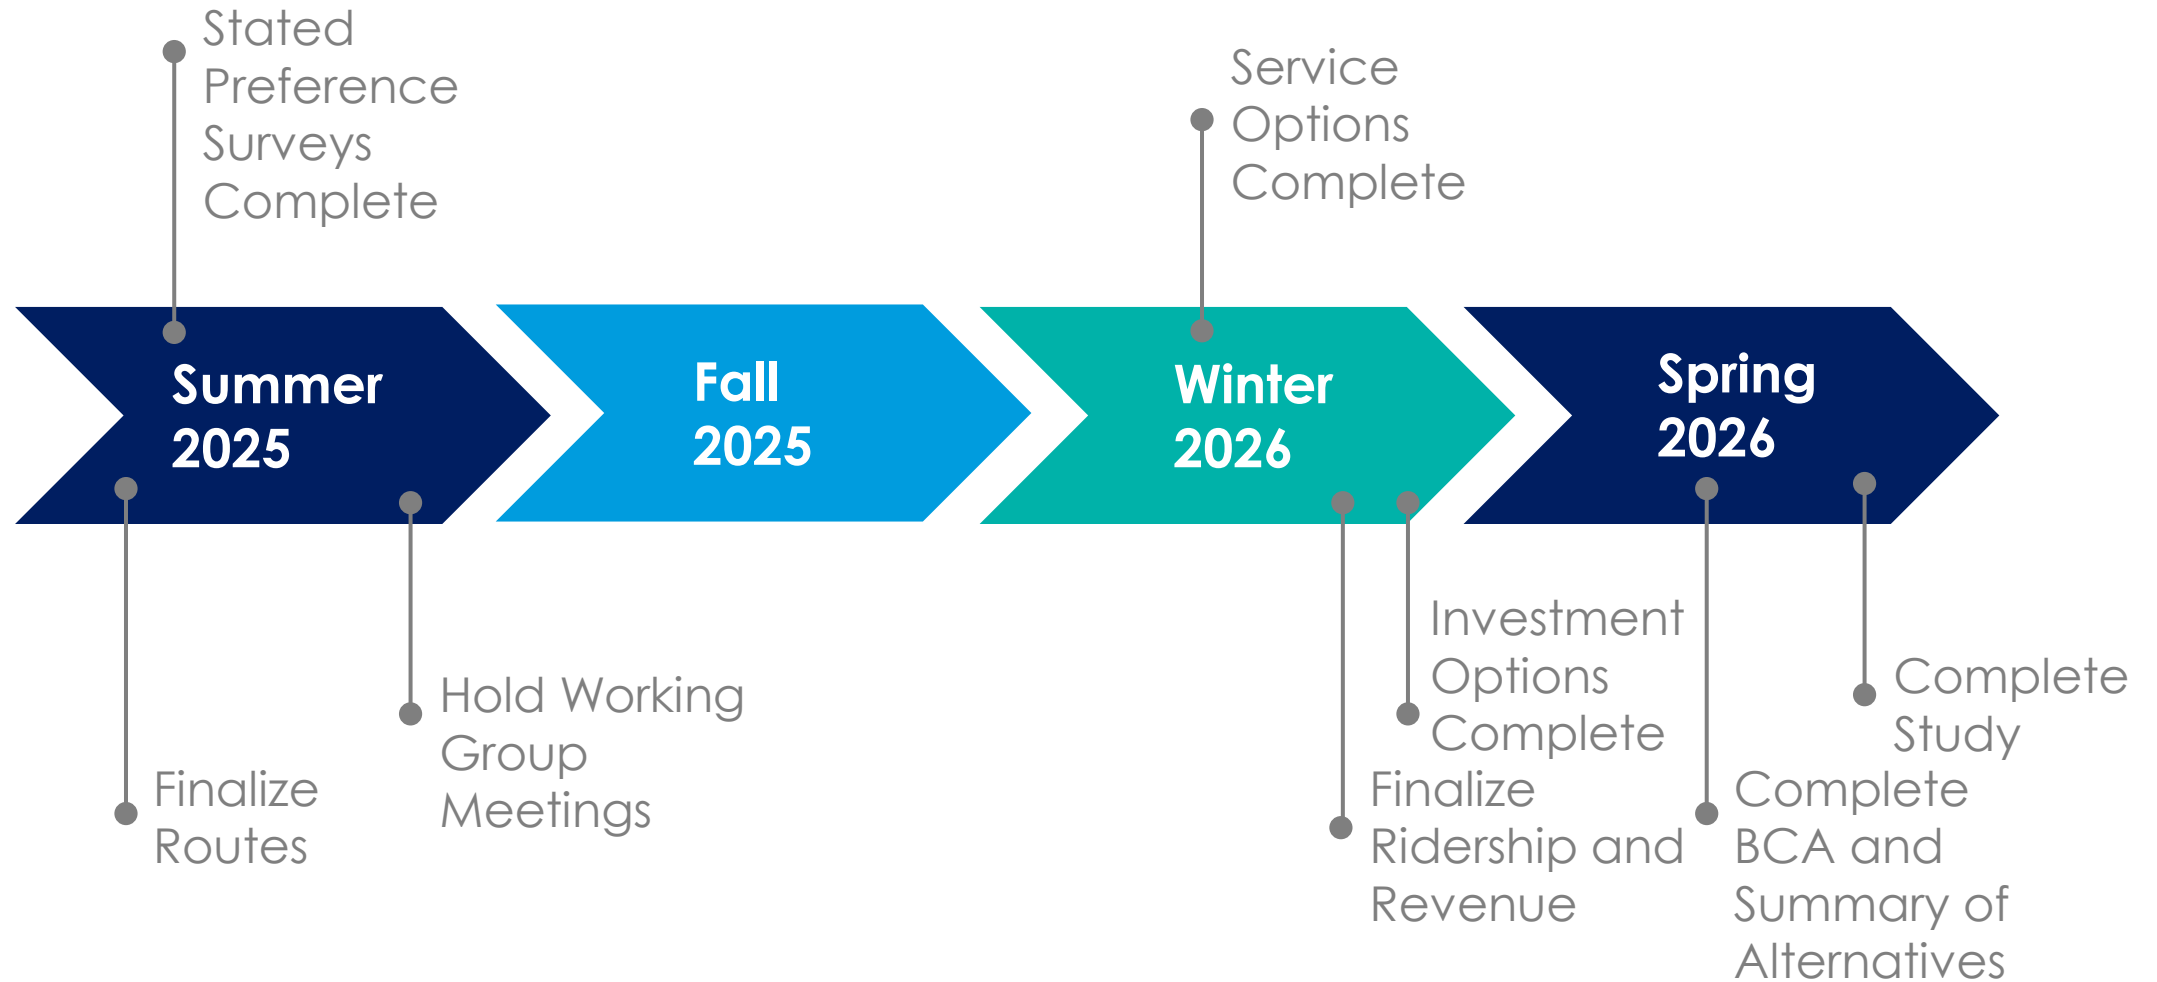 Stated
Preference
Surveys
Complete
Service
Options
Complete
Summer
2025
Fall
2025
Winter
2026
Spring
2026
Finalize
Routes
Hold Working
Group
Meetings
Investment
Options
Complete
Finalize
Ridership and
Revenue
Complete
BCA and
Summary of
Alternatives
Complete
Study